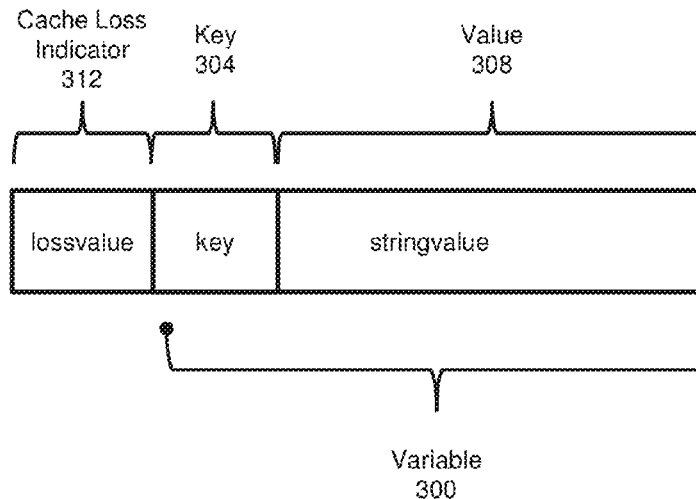 Cache Loss
Indicator
312
Key
304
Value
308
lossvalue
key
stringvalue
Variable
300